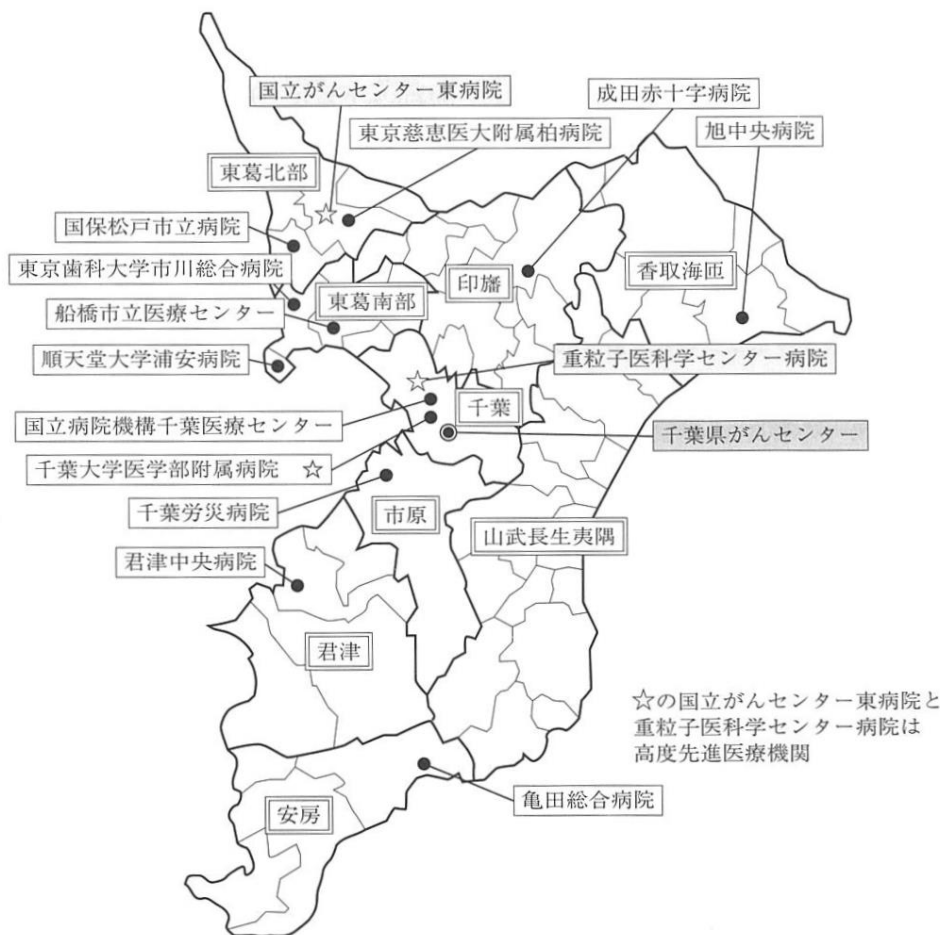 国立がんセンター東病院
成田赤十字病院
東京慈恵医大附属柏病院
旭中央病院
東葛北部
国保松戸市立病院
東京歯科大学市川総合病院
印旛
香取海匝
東葛南部
船橋市立医療センター
順天堂大学浦安病院
重粒子医科学センター病院
千葉
国立病院機構千葉医療センター
千葉県がんセンター
千葉大学医学部附属病院 ☆
千葉労災病院
市原
山武長生夷隅
君津中央病院
君津
☆の国立がんセンター東病院と
重粒子医科学センター病院は
高度先進医療機関
亀田総合病院
安房